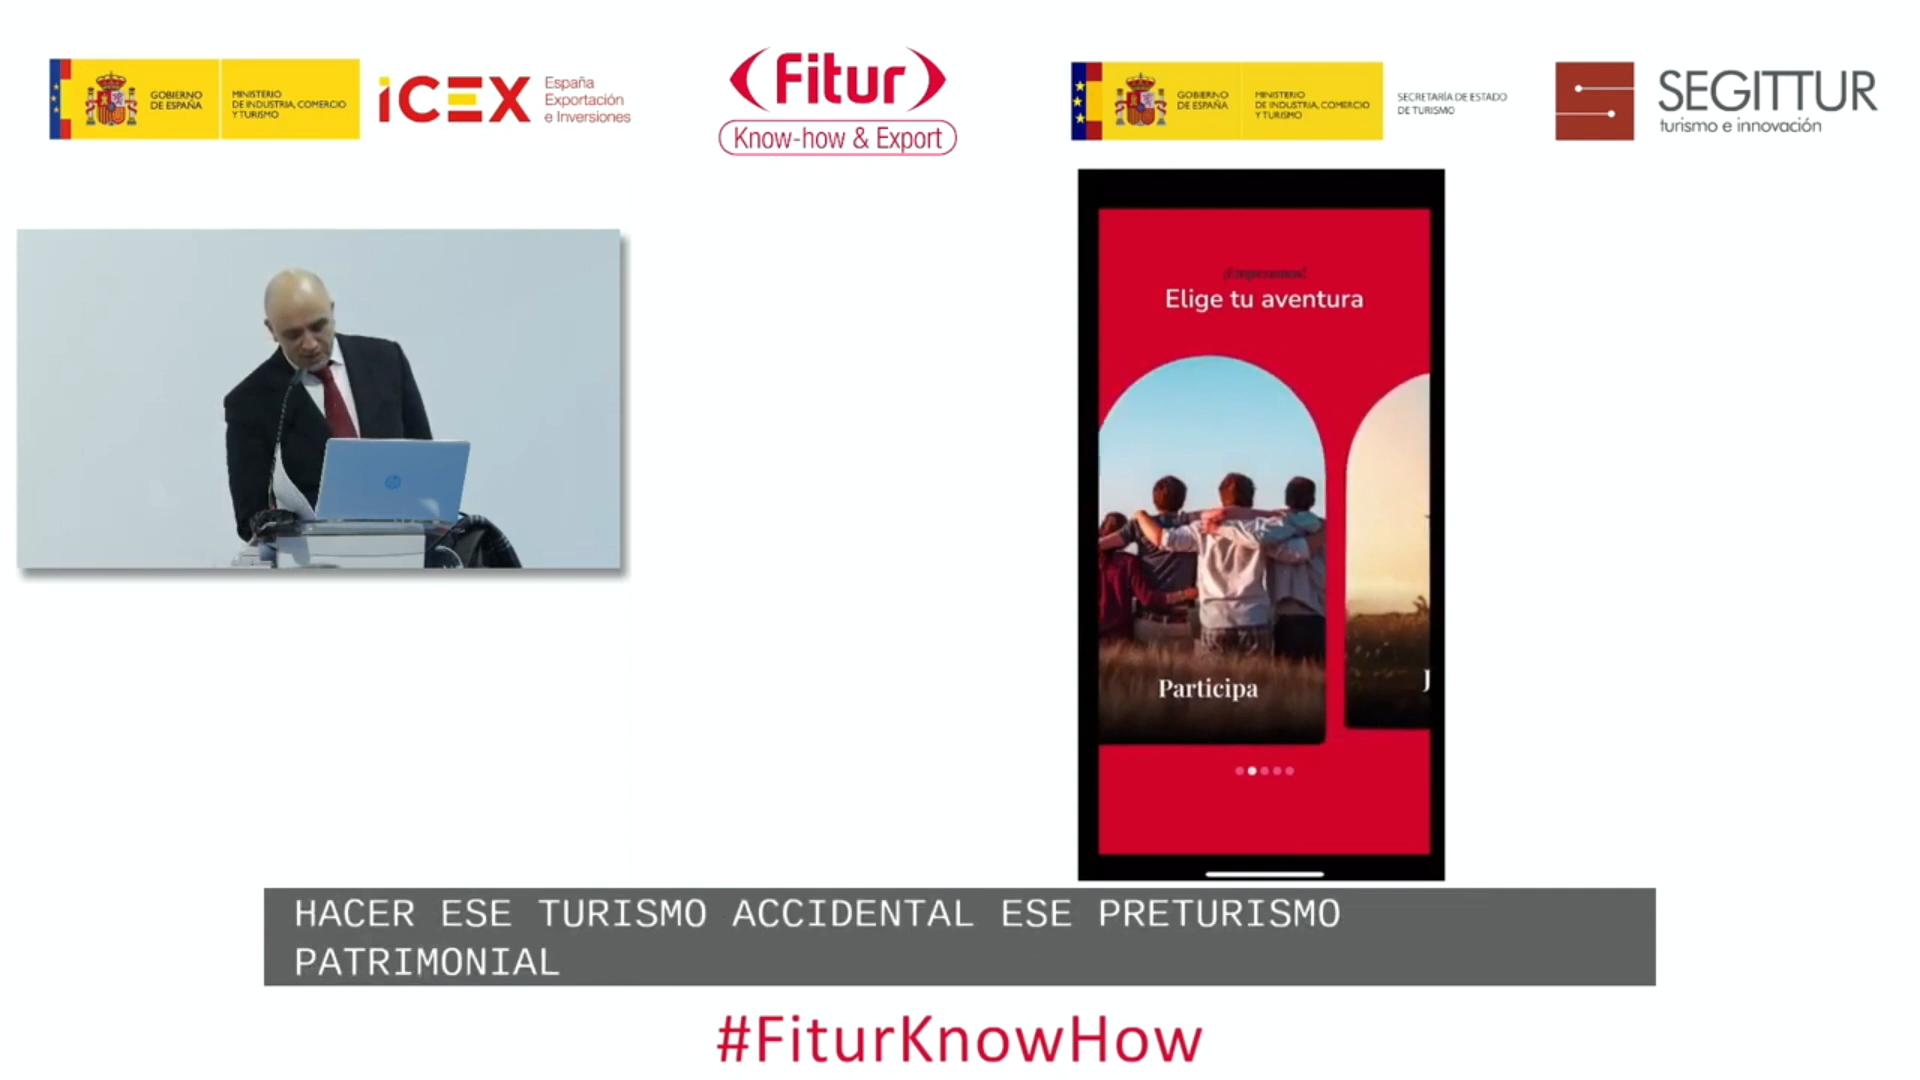 GOBIERNO
DE ESPAÑA
MINISTERIO
DE INDUSTRIA, COMERCIO
Y TURISMO
iCEX
España
Exportación
e Inversiones
Fitur
Know-how & Export
GOBIERNO
DE ESPAÑA
MINISTERIO
DE INDUSTRIA, COMERCIO
Y TURISMO
SECRETARÍA DE ESTADO
DE TURISMO
SEGITTUR
turismo e innovación
¡Empezamos!
Elige tu aventura
hp
Participa
J
HACER ESE TURISMO ACCIDENTAL ESE PRETURISMO
PATRIMONIAL
#FiturKnowHow